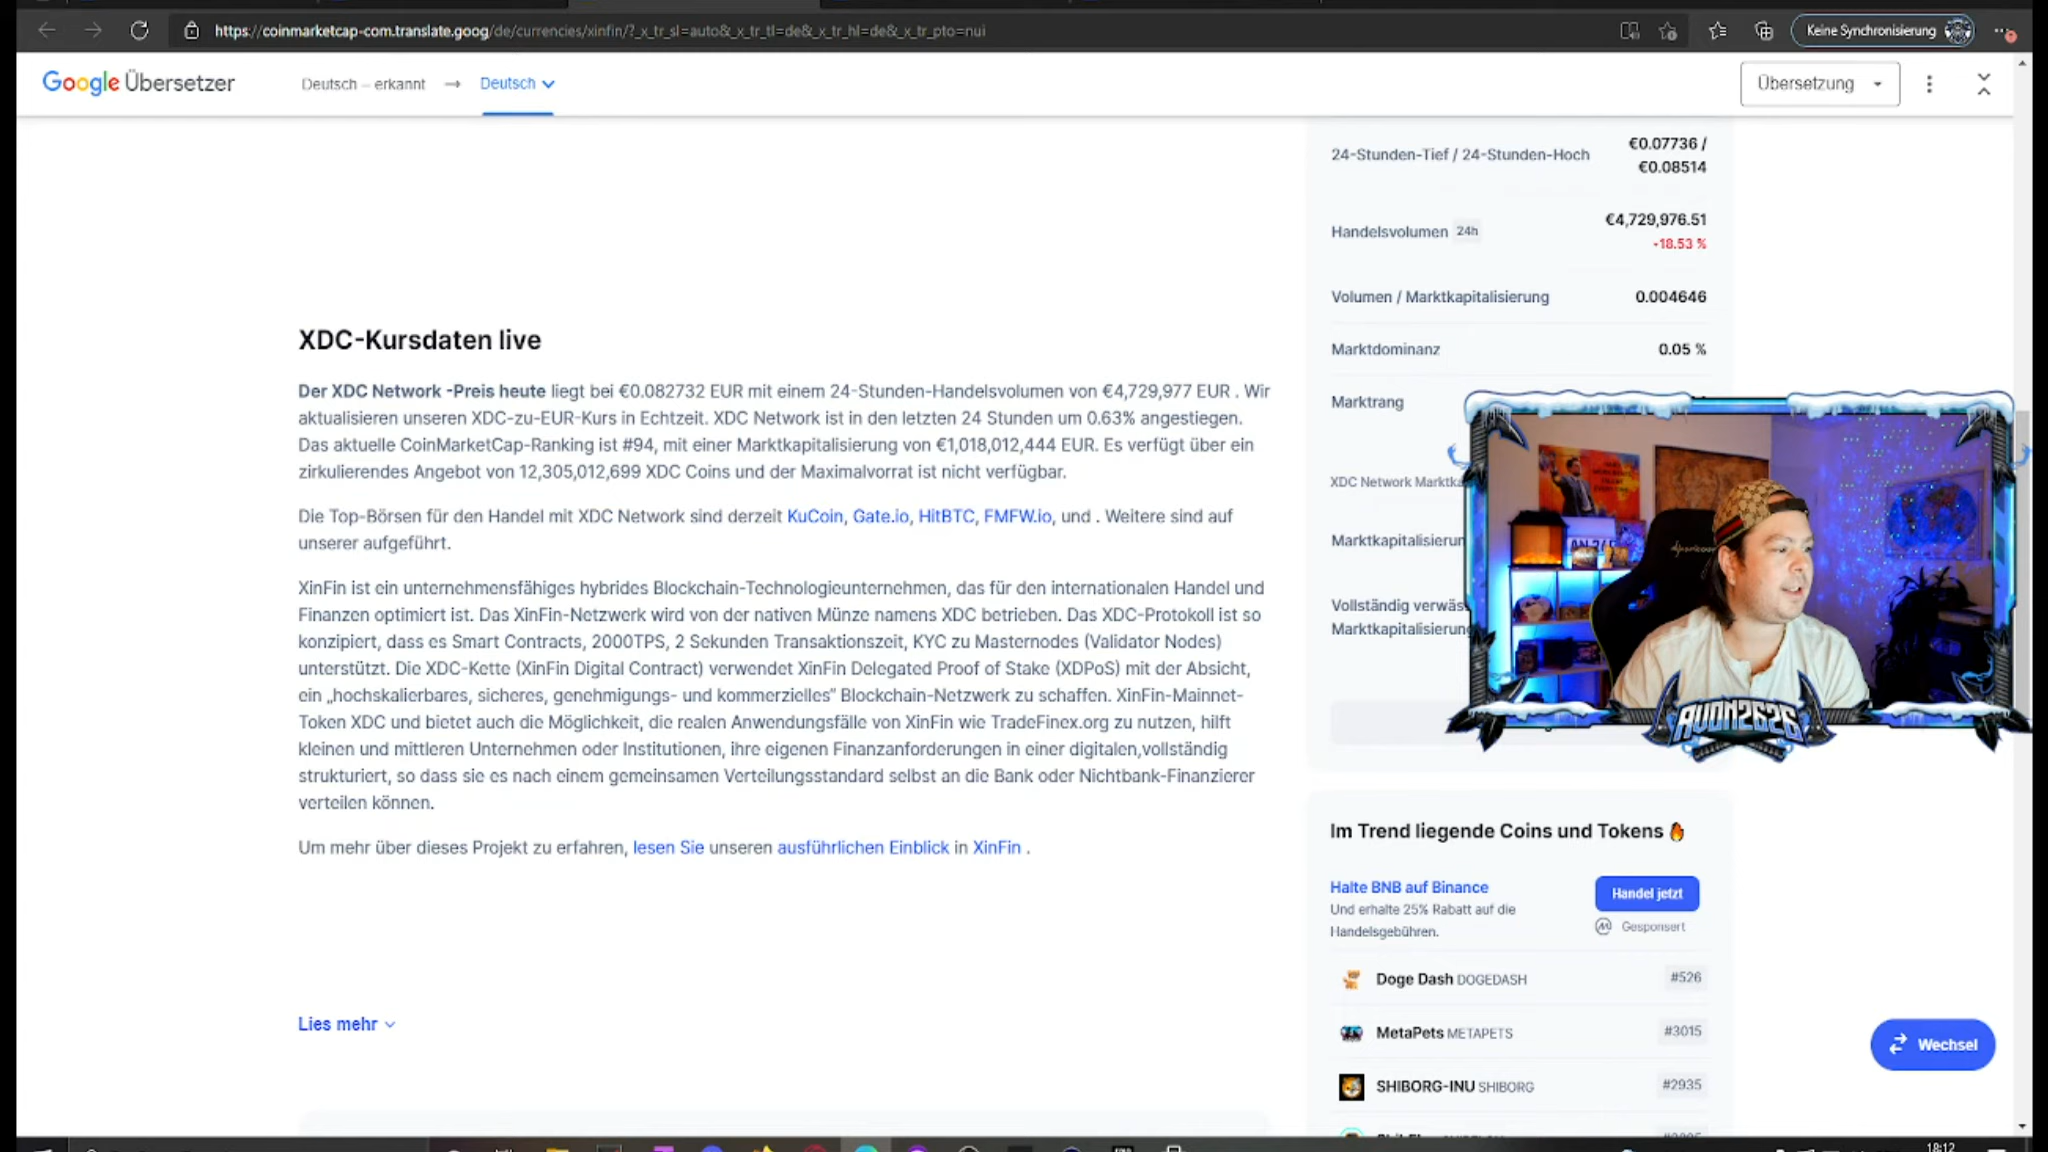 https://coinmarketcap-com.translate.goog/de/currencies/xinfin/?_x_tr_sl=auto&_x_tr_tl=de&_x_tr_hl=de&_x_tr_pto=nui
Keine Synchronisierung
Google Übersetzer
Deutsch – erkannt → Deutsch
Übersetzung
24-Stunden-Tief / 24-Stunden-Hoch
€0.07736 /
€0.08514
Handelsvolumen 24h
€4,729,976.51
-18.53 %
Volumen / Marktkapitalisierung
0.004646
Marktdominanz
0.05 %
Marktrang
XDC Network Marktka
Marktkapitalisierun
Vollständig verwäss
Marktkapitalisierung
XDC-Kursdaten live
Der XDC Network -Preis heute liegt bei €0.082732 EUR mit einem 24-Stunden-Handelsvolumen von €4,729,977 EUR . Wir
aktualisieren unseren XDC-zu-EUR-Kurs in Echtzeit. XDC Network ist in den letzten 24 Stunden um 0.63% angestiegen.
Das aktuelle CoinMarketCap-Ranking ist #94, mit einer Marktkapitalisierung von €1,018,012,444 EUR. Es verfügt über ein
zirkulierendes Angebot von 12,305,012,699 XDC Coins und der Maximalvorrat ist nicht verfügbar.
Die Top-Börsen für den Handel mit XDC Network sind derzeit KuCoin, Gate.io, HitBTC, FMFW.io, und . Weitere sind auf
unserer aufgeführt.
XinFin ist ein unternehmensfähiges hybrides Blockchain-Technologieunternehmen, das für den internationalen Handel und
Finanzen optimiert ist. Das XinFin-Netzwerk wird von der nativen Münze namens XDC betrieben. Das XDC-Protokoll ist so
konzipiert, dass es Smart Contracts, 2000TPS, 2 Sekunden Transaktionszeit, KYC zu Masternodes (Validator Nodes)
unterstützt. Die XDC-Kette (XinFin Digital Contract) verwendet XinFin Delegated Proof of Stake (XDPoS) mit der Absicht,
ein „hochskalierbares, sicheres, genehmigungs- und kommerzielles“ Blockchain-Netzwerk zu schaffen. XinFin-Mainnet-
Token XDC und bietet auch die Möglichkeit, die realen Anwendungsfälle von XinFin wie TradeFinex.org zu nutzen, hilft
kleinen und mittleren Unternehmen oder Institutionen, ihre eigenen Finanzanforderungen in einer digitalen,vollständig
strukturiert, so dass sie es nach einem gemeinsamen Verteilungsstandard selbst an die Bank oder Nichtbank-Finanzierer
verteilen können.
Um mehr über dieses Projekt zu erfahren, lesen Sie unseren ausführlichen Einblick in XinFin .
Lies mehr
AVON2626
Im Trend liegende Coins und Tokens
Halte BNB auf Binance
Und erhalte 25% Rabatt auf die
Handelsgebühren.
Handel jetzt
Gesponsert
Doge Dash DOGEDASH #526
MetaPets METAPETS #3015
SHIBORG-INU SHIBORG #2935
Wechsel
18:12